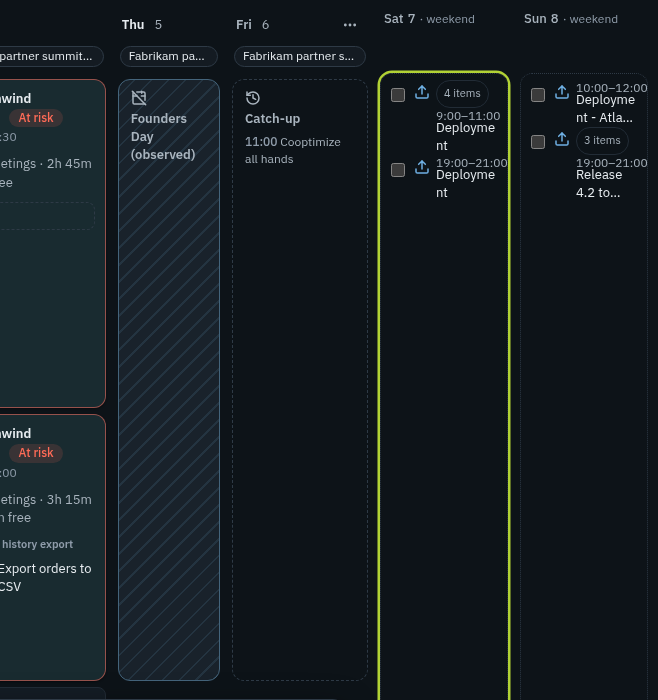 Thu 5
Fri 6
Sat 7 · weekend
Sun 8 · weekend
partner summit...
Fabrikam pa...
Fabrikam partner s...
At risk
:30
etings · 2h 45m
ee
At risk
:00
etings · 3h 15m
free
history export
Export orders to
CSV
Founders
Day
(observed)
Catch-up
11:00 Cooptimize
all hands
4 items
9:00–11:00
Deployme
nt
19:00–21:00
Deployme
nt
10:00–12:00
Deployme
nt - Atla...
3 items
19:00–21:00
Release
4.2 to...